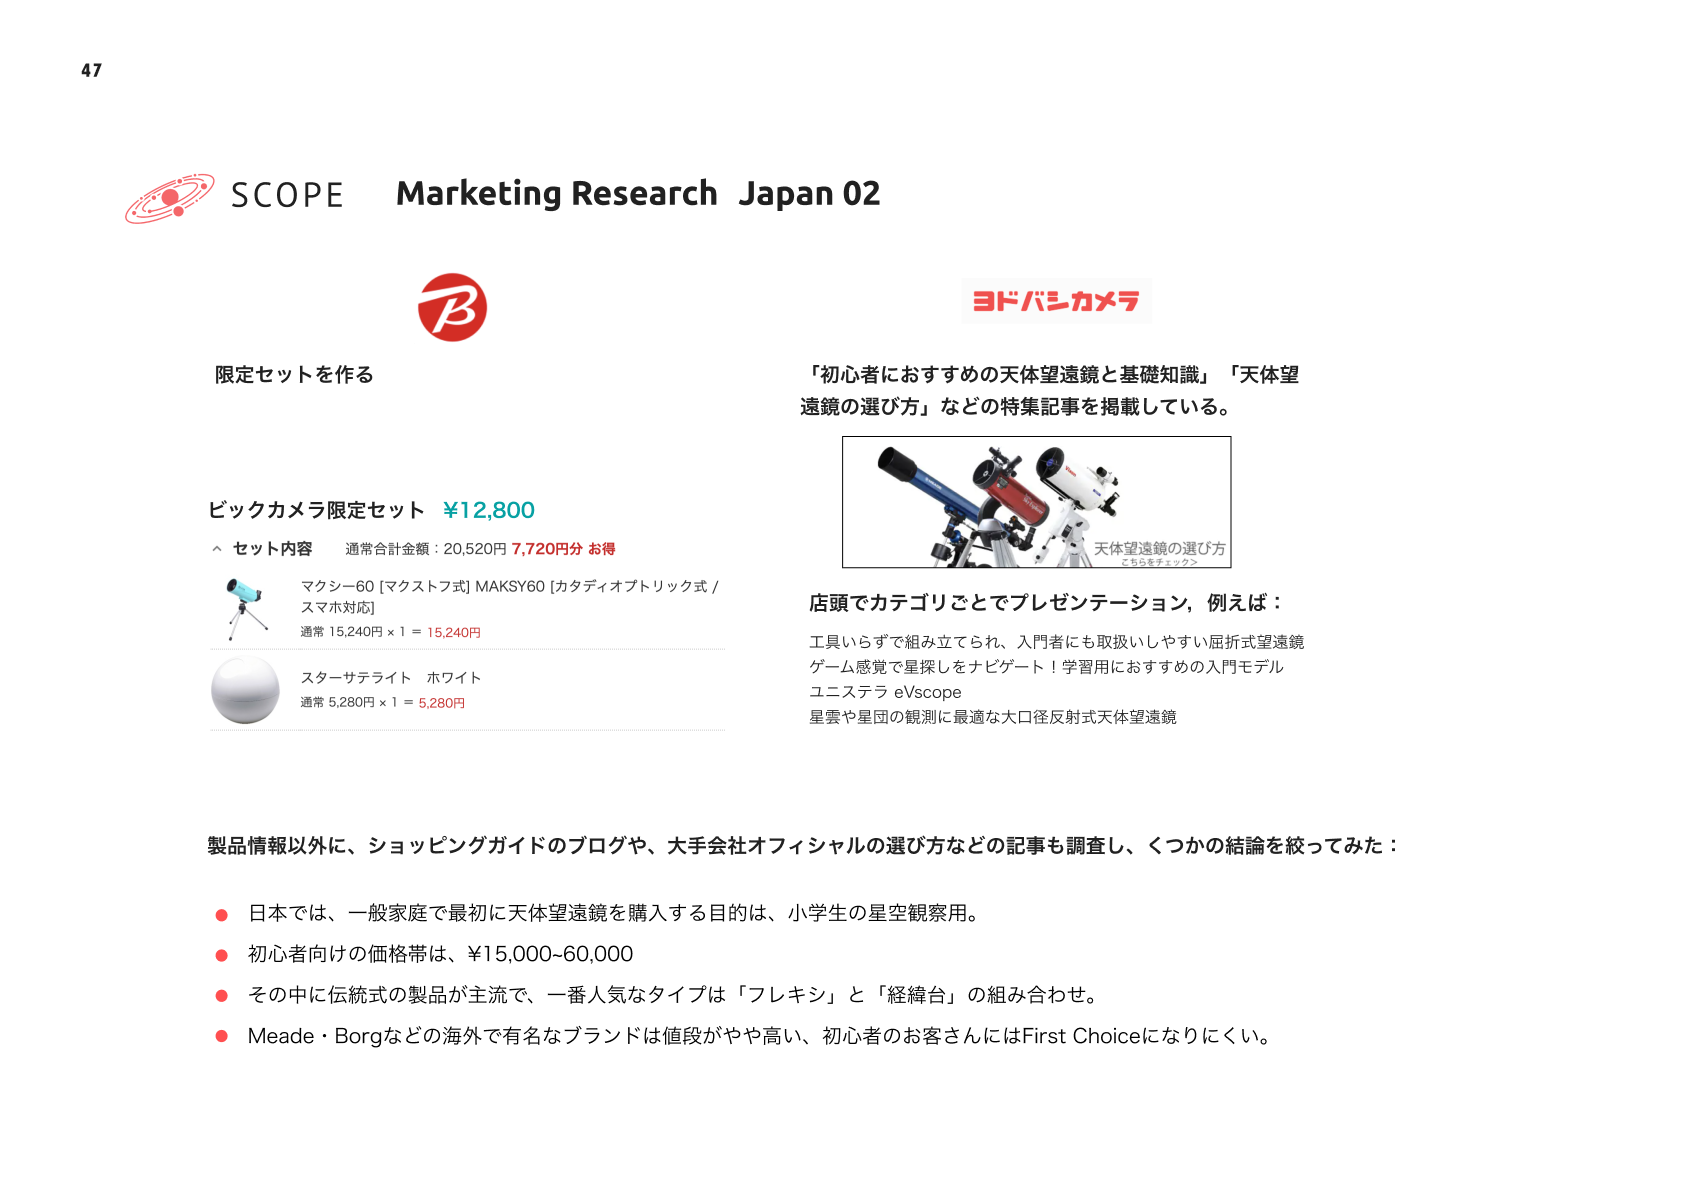 47
SCOPE
Marketing Research Japan 02
B
限定セットを作る
ビックカメラ限定セット ¥12,800
セット内容 通常合計金額：20,520円 7,720円分 お得
マクシー60 [マクストフ式] MAKSY60 [カタディオプトリック式 /
スマホ対応]
通常 15,240円 × 1 ＝ 15,240円
スターサテライト　ホワイト
通常 5,280円 × 1 ＝ 5,280円
ヨドバシカメラ
「初心者におすすめの天体望遠鏡と基礎知識」「天体望
遠鏡の選び方」などの特集記事を掲載している。
天体望遠鏡の選び方
こちらをチェック＞
店頭でカテゴリごとでプレゼンテーション，例えば：
工具いらずで組み立てられ、入門者にも取扱いしやすい屈折式望遠鏡
ゲーム感覚で星探しをナビゲート！学習用におすすめの入門モデル
ユニステラ eVscope
星雲や星団の観測に最適な大口径反射式天体望遠鏡
製品情報以外に、ショッピングガイドのブログや、大手会社オフィシャルの選び方などの記事も調査し、くつかの結論を絞ってみた：
日本では、一般家庭で最初に天体望遠鏡を購入する目的は、小学生の星空観察用。
初心者向けの価格帯は、¥15,000~60,000
その中に伝統式の製品が主流で、一番人気なタイプは「フレキシ」と「経緯台」の組み合わせ。
Meade・Borgなどの海外で有名なブランドは値段がやや高い、初心者のお客さんにはFirst Choiceになりにくい。